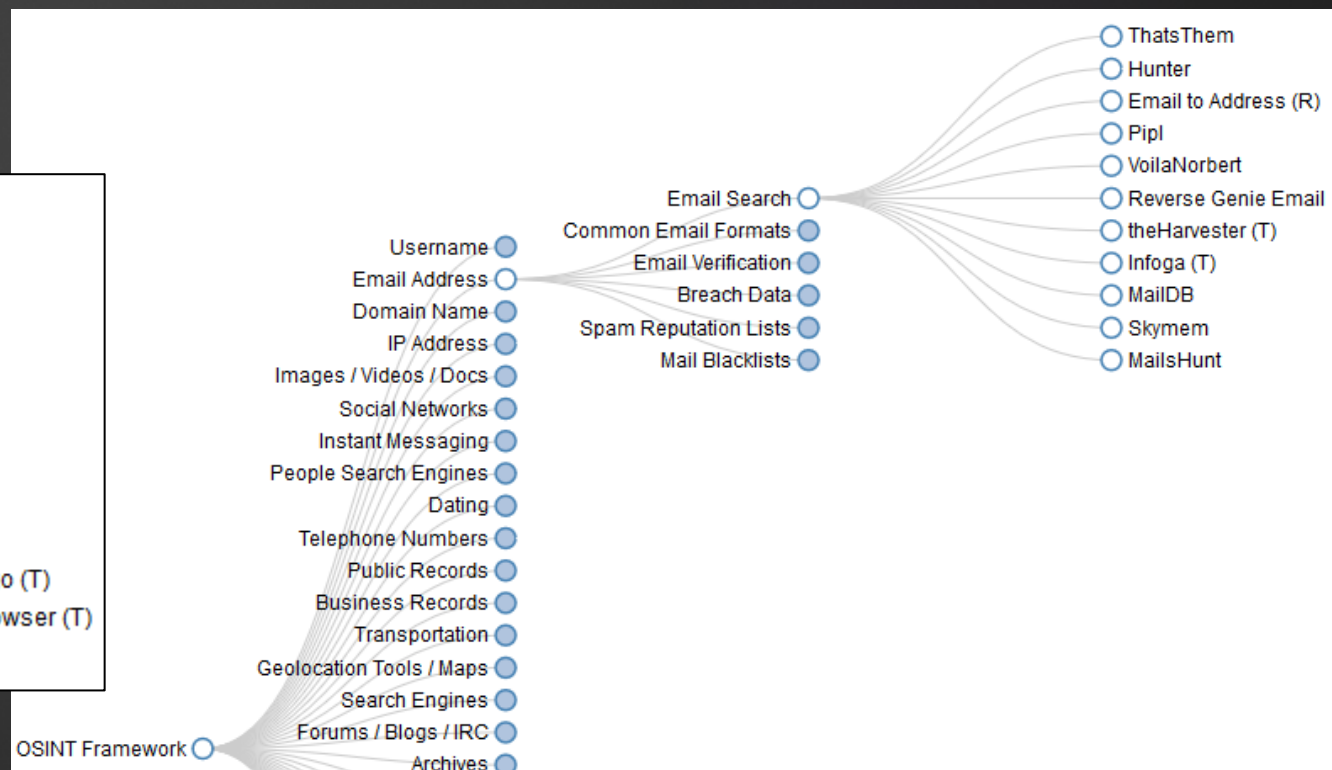 ThatsThem
Hunter
Email to Address (R)
Pipl
VoilaNorbert
Reverse Genie Email
theHarvester (T)
Infoga (T)
MailDB
Skymem
MailsHunt
Email Search
Common Email Formats
Email Verification
Breach Data
Spam Reputation Lists
Mail Blacklists
Username
Email Address
Domain Name
IP Address
Images / Videos / Docs
Social Networks
Instant Messaging
People Search Engines
Dating
Telephone Numbers
Public Records
Business Records
Transportation
Geolocation Tools / Maps
Search Engines
Forums / Blogs / IRC
Archives
OSINT Framework
(T)
(T)